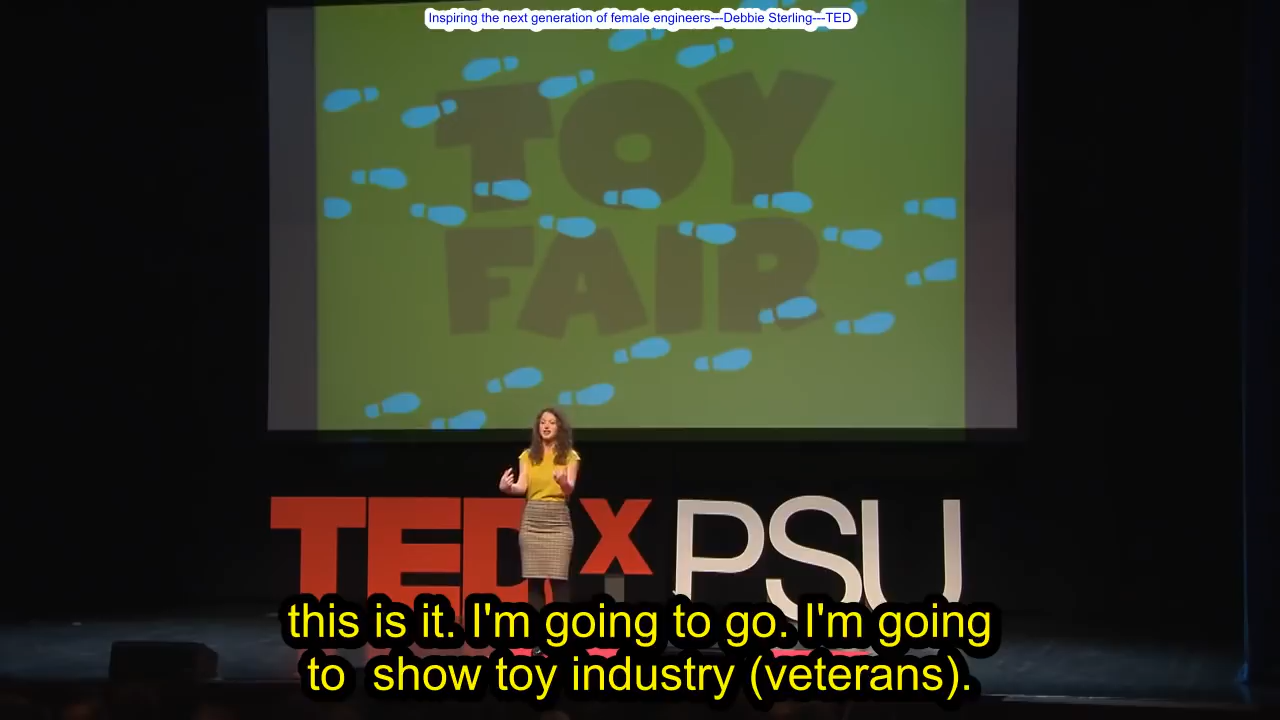 Inspiring the next generation of female engineers---Debbie Sterling---TED
TOY
FAIR
TEDx PSU
this is it. I'm going to go. I'm going
to  show toy industry (veterans).